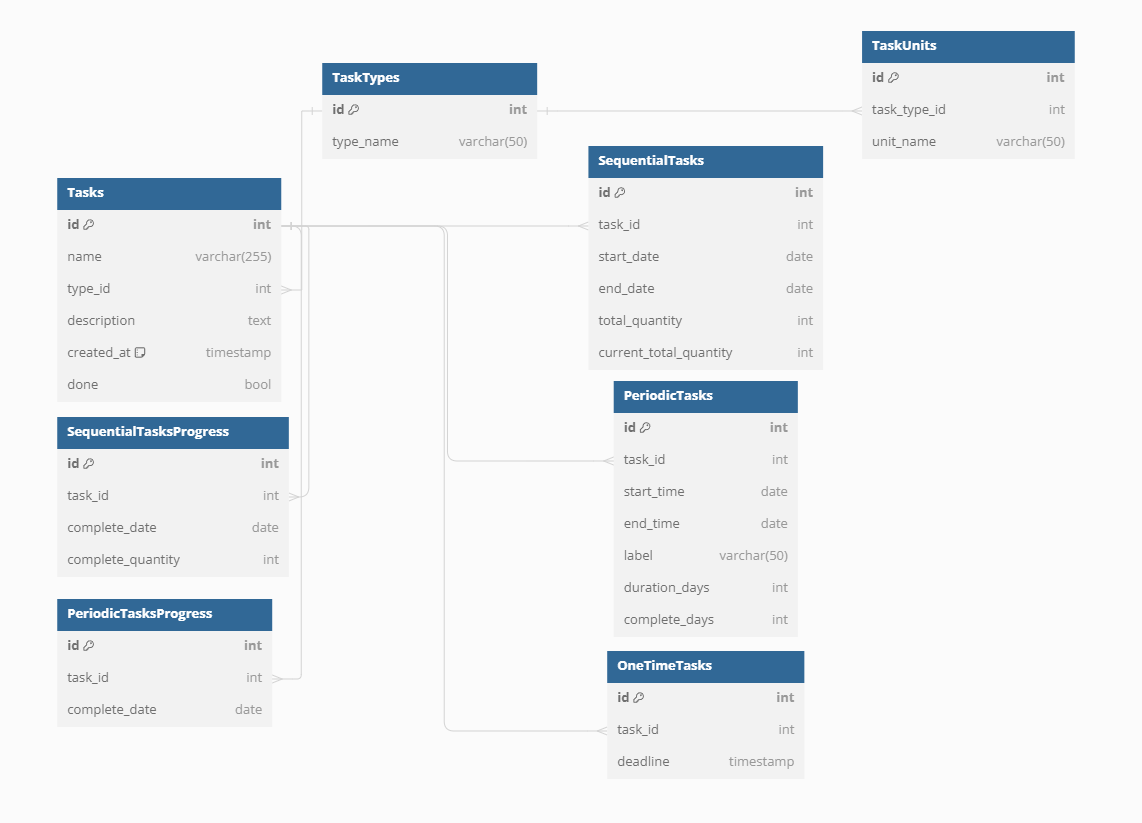 TaskUnits
id int
task_type_id int
unit_name varchar(50)
TaskTypes
id int
type_name varchar(50)
SequentialTasks
id int
task_id int
start_date date
end_date date
total_quantity int
current_total_quantity int
Tasks
id int
name varchar(255)
type_id int
description text
created_at timestamp
done bool
PeriodicTasks
id int
task_id int
start_time date
end_time date
label varchar(50)
duration_days int
complete_days int
SequentialTasksProgress
id int
task_id int
complete_date date
complete_quantity int
PeriodicTasksProgress
id int
task_id int
complete_date date
OneTimeTasks
id int
task_id int
deadline timestamp